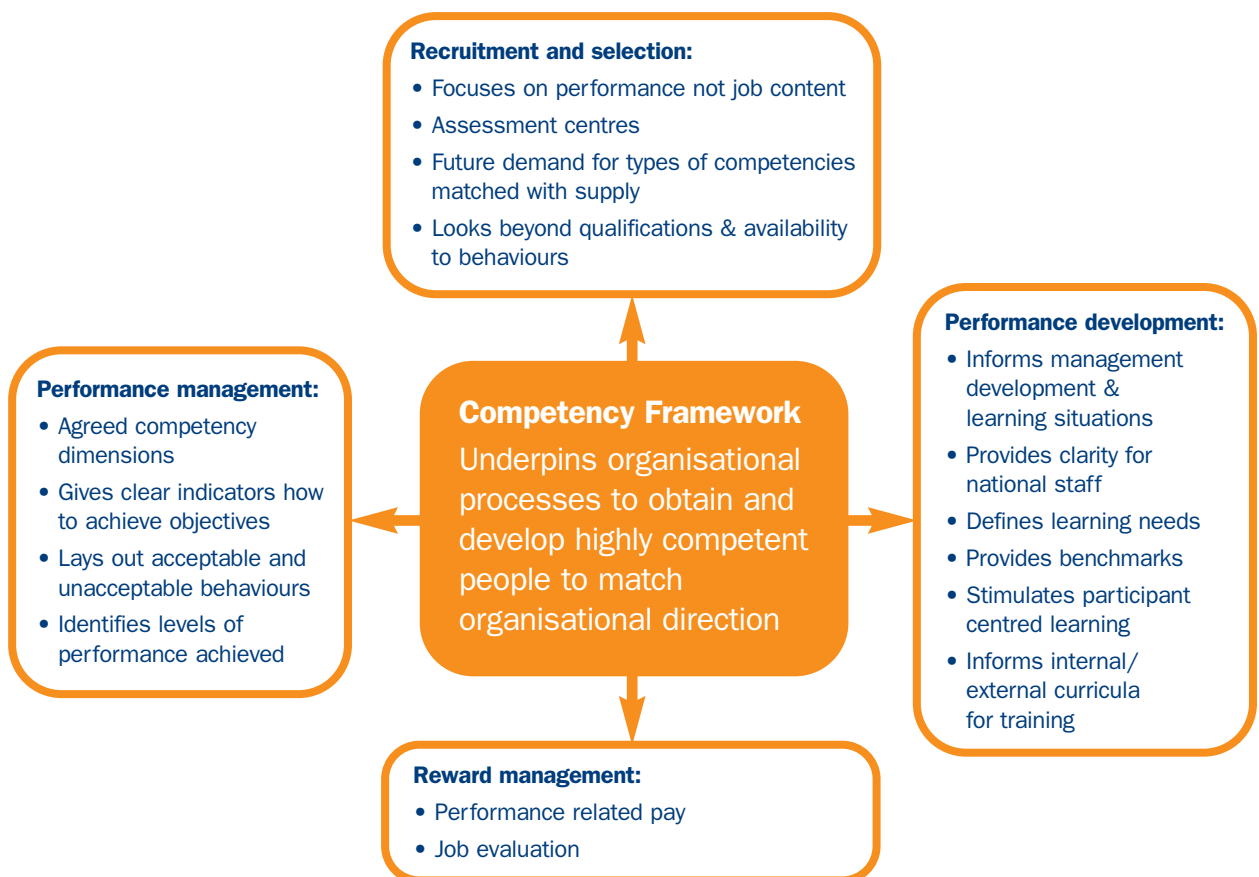 Recruitment and selection:
• Focuses on performance not job content
• Assessment centres
• Future demand for types of competencies
matched with supply
• Looks beyond qualifications & availability
to behaviours
Performance management:
• Agreed competency
dimensions
• Gives clear indicators how
to achieve objectives
• Lays out acceptable and
unacceptable behaviours
• Identifies levels of
performance achieved
Competency Framework
Underpins organisational
processes to obtain and
develop highly competent
people to match
organisational direction
Performance development:
• Informs management
development &
learning situations
• Provides clarity for
national staff
• Defines learning needs
• Provides benchmarks
• Stimulates participant
centred learning
• Informs internal/
external curricula
for training
Reward management:
• Performance related pay
• Job evaluation